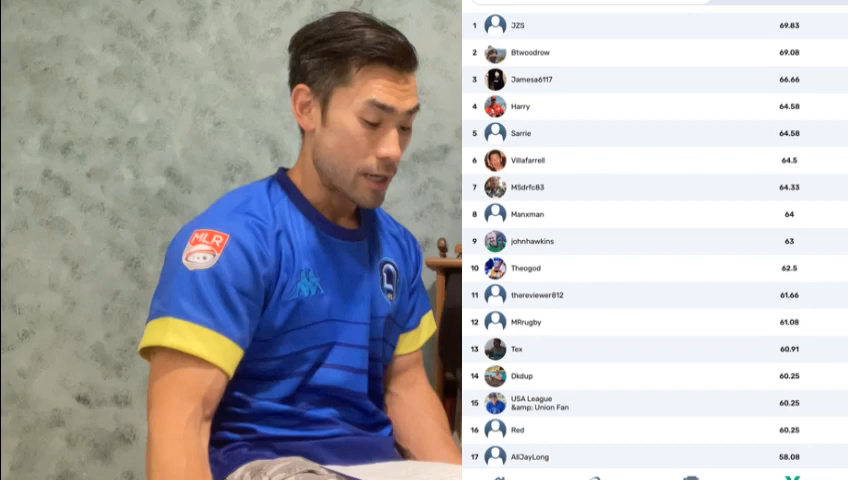 MLR
1 JZS 69.83
2 Btwoodrow 69.08
3 Jamesa6117 66.66
4 Harry 64.58
5 Sarrie 64.58
6 Villafarrell 64.5
7 MSdrfc83 64.33
8 Manxman 64
9 johnhawkins 63
10 Theogod 62.5
11 thereviewer812 61.66
12 MRrugby 61.08
13 Tex 60.91
14 Dkdup 60.25
15 USA League
&amp; Union Fan 60.25
16 Red 60.25
17 AllJayLong 58.08